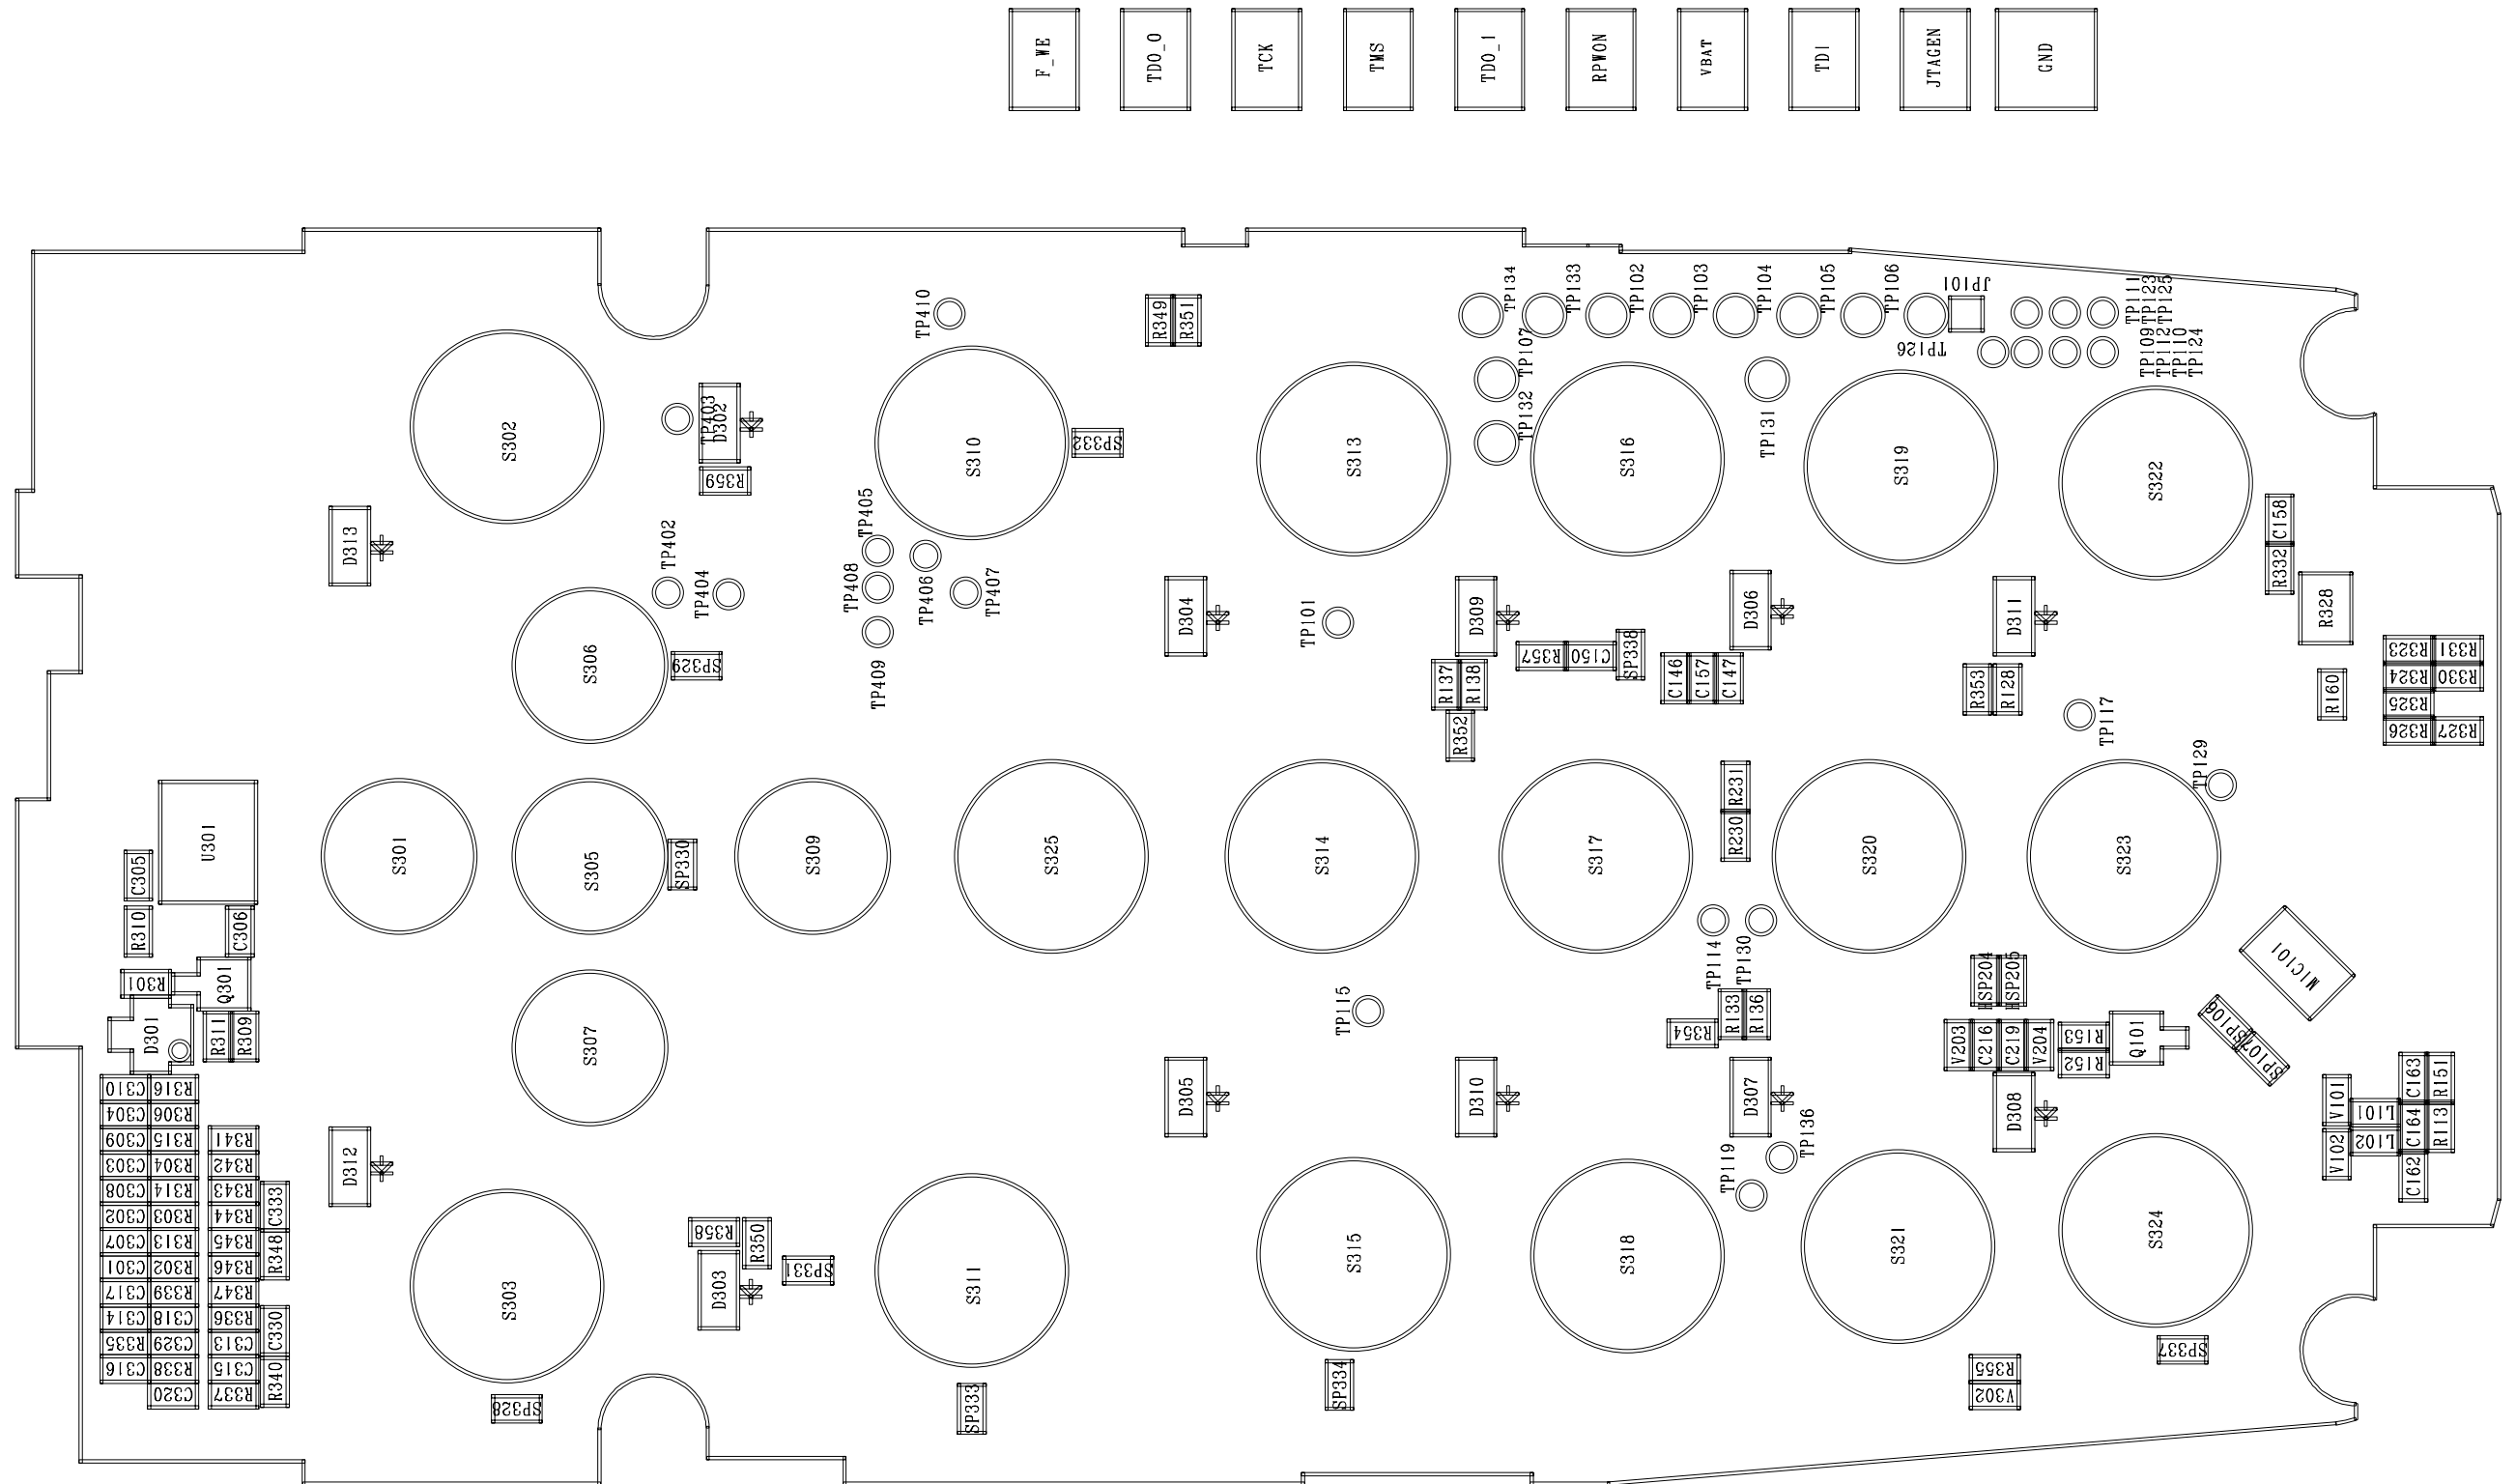 F_WE
TDO_O
TCK
TMS
TDO_1
RPWON
VBAT
TDI
JTAGEN
GND
TP410
R349
R351
TP134
TP133
TP102
TP103
TP104
TP105
TP106
JP101
TP126
TP111
TP123
TP125
TP109
TP112
TP110
TP124
TP107
TP132
TP131
S302
TP403
D302
R359
S310
SP332
S313
S316
S319
S322
D313
TP402
TP404
TP405
TP408
TP406
TP407
TP409
C158
R332
R328
S306
SP329
D304
TP101
D309
R357
C150
SP338
D306
D311
R137
R138
R352
C146
C157
C147
R353
R128
TP117
R160
R323
R331
R324
R330
R325
R326
R327
TP129
U301
C305
R310
C306
S301
S305
SP330
S309
S325
S314
S317
R231
R230
S320
S323
R301
Q301
D301
R311
R309
S307
TP115
TP114
TP130
R354
R133
R136
HSP204
HSP205
MIC101
SP106
SP107
V203
C216
C219
V204
R153
R152
Q101
C310
R316
C304
R306
C309
R315
R341
C303
R304
R342
C308
R314
R343
C302
R303
R344
C307
R313
R345
C301
R302
R346
C317
R339
R347
C314
C318
R336
R335
C329
C313
C316
R338
C315
C320
R337
C333
R348
C330
R340
D312
D305
D310
D307
D308
TP136
TP119
V101
V102
L101
L102
C163
R151
C164
R113
C162
S303
R358
R350
D303
SP331
S311
S315
S318
S321
S324
SP328
SP333
SP334
R355
V302
SP337